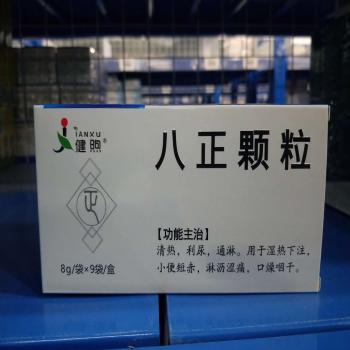 JIANXU
健煦
八正颗粒
【功能主治】
清热，利尿，通淋。用于湿热下注，
小便短赤，淋沥涩痛，口燥咽干。
8g/袋×9袋/盒